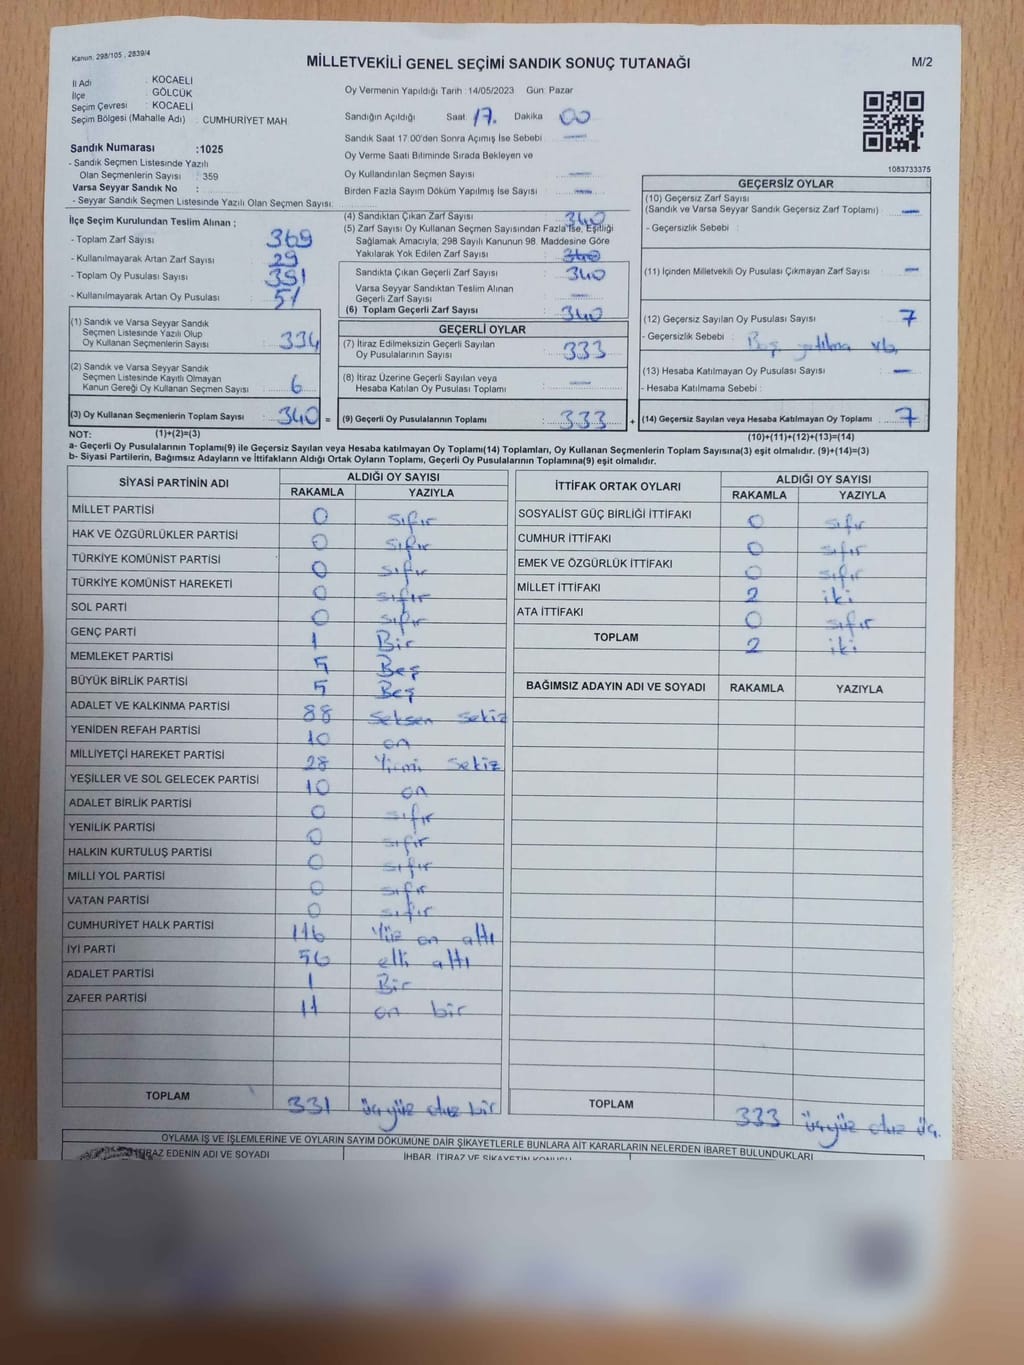 Kanun: 298/105 , 2839/4
MİLLETVEKİLİ GENEL SEÇİMİ SANDIK SONUÇ TUTANAĞI
M/2
İl Adı : KOCAELİ
İlçe : GÖLCÜK
Seçim Çevresi : KOCAELİ
Seçim Bölgesi (Mahalle Adı) : CUMHURİYET MAH.
Sandık Numarası :1025
- Sandık Seçmen Listesinde Yazılı
Olan Seçmenlerin Sayısı : 359
Varsa Seyyar Sandık No :
- Seyyar Sandık Seçmen Listesinde Yazılı Olan Seçmen Sayısı:
Oy Vermenin Yapıldığı Tarih :14/05/2023 Gün: Pazar
Sandığın Açıldığı Saat: 17. Dakika 00
Sandık Saat 17:00'den Sonra Açımış İse Sebebi : —
Oy Verme Saati Bitiminde Sırada Bekleyen ve
Oy Kullandırılan Seçmen Sayısı : —
Birden Fazla Sayım Döküm Yapılmış İse Sayısı : —
1083733375
İlçe Seçim Kurulundan Teslim Alınan ;
- Toplam Zarf Sayısı : 369
- Kullanılmayarak Artan Zarf Sayısı : 29
- Toplam Oy Pusulası Sayısı : 391
- Kullanılmayarak Artan Oy Pusulası : 51
(4) Sandıktan Çıkan Zarf Sayısı : 340
(5) Zarf Sayısı Oy Kullanan Seçmen Sayısından Fazla İse, Eşitliği
Sağlamak Amacıyla, 298 Sayılı Kanunun 98. Maddesine Göre
Yakılarak Yok Edilen Zarf Sayısı : 340
Sandıkta Çıkan Geçerli Zarf Sayısı : 340
Varsa Seyyar Sandıktan Teslim Alınan
Geçerli Zarf Sayısı : —
(6) Toplam Geçerli Zarf Sayısı : 340
GEÇERSİZ OYLAR
(10) Geçersiz Zarf Sayısı
(Sandık ve Varsa Seyyar Sandık Geçersiz Zarf Toplamı) : —
- Geçersizlik Sebebi :
(11) İçinden Milletvekili Oy Pusulası Çıkmayan Zarf Sayısı : —
(12) Geçersiz Sayılan Oy Pusulası Sayısı : 7
- Geçersizlik Sebebi : Boş vb.
(13) Hesaba Katılmayan Oy Pusulası Sayısı : —
- Hesaba Katılmama Sebebi :
(1) Sandık ve Varsa Seyyar Sandık
Seçmen Listesinde Yazılı Olup
Oy Kullanan Seçmenlerin Sayısı : 334
(2) Sandık ve Varsa Seyyar Sandık
Seçmen Listesinde Kayıtlı Olmayan
Kanun Gereği Oy Kullanan Seçmen Sayısı : 6
GEÇERLİ OYLAR
(7) İtiraz Edilmeksizin Geçerli Sayılan
Oy Pusulalarının Sayısı : 333
(8) İtiraz Üzerine Geçerli Sayılan veya
Hesaba Katılan Oy Pusulası Toplamı : —
(3) Oy Kullanan Seçmenlerin Toplam Sayısı : 340 = (9) Geçerli Oy Pusulalarının Toplamı : 333 + (14) Geçersiz Sayılan veya Hesaba Katılmayan Oy Toplamı : 7
NOT: (1)+(2)=(3) (10)+(11)+(12)+(13)=(14)
a- Geçerli Oy Pusulalarının Toplamı(9) ile Geçersiz Sayılan veya Hesaba katılmayan Oy Toplamı(14) Toplamları, Oy Kullanan Seçmenlerin Toplam Sayısına(3) eşit olmalıdır. (9)+(14)=(3)
b- Siyasi Partilerin, Bağımsız Adayların ve İttifakların Aldığı Ortak Oyların Toplamı, Geçerli Oy Pusulalarının Toplamına(9) eşit olmalıdır.
SİYASİ PARTİNİN ADI ALDIĞI OY SAYISI
RAKAMLA YAZIYLA
MİLLET PARTİSİ 0 sıfır
HAK VE ÖZGÜRLÜKLER PARTİSİ 0 sıfır
TÜRKİYE KOMÜNİST PARTİSİ 0 sıfır
TÜRKİYE KOMÜNİST HAREKETİ 0 sıfır
SOL PARTİ 0 sıfır
GENÇ PARTİ 1 Bir
MEMLEKET PARTİSİ 5 Beş
BÜYÜK BİRLİK PARTİSİ 5 Beş
ADALET VE KALKINMA PARTİSİ 88 seksen sekiz
YENİDEN REFAH PARTİSİ 10 on
MİLLİYETÇİ HAREKET PARTİSİ 28 Yirmi sekiz
YEŞİLLER VE SOL GELECEK PARTİSİ 10 on
ADALET BİRLİK PARTİSİ 0 sıfır
YENİLİK PARTİSİ 0 sıfır
HALKIN KURTULUŞ PARTİSİ 0 sıfır
MİLLİ YOL PARTİSİ 0 sıfır
VATAN PARTİSİ 0 sıfır
CUMHURİYET HALK PARTİSİ 116 Yüz on altı
İYİ PARTİ 56 elli altı
ADALET PARTİSİ 1 Bir
ZAFER PARTİSİ 11 on bir
TOPLAM 331 üçyüz otuz bir
İTTİFAK ORTAK OYLARI ALDIĞI OY SAYISI
RAKAMLA YAZIYLA
SOSYALİST GÜÇ BİRLİĞİ İTTİFAKI 0 sıfır
CUMHUR İTTİFAKI 0 sıfır
EMEK VE ÖZGÜRLÜK İTTİFAKI 0 sıfır
MİLLET İTTİFAKI 2 iki
ATA İTTİFAKI 0 sıfır
TOPLAM 2 iki
BAĞIMSIZ ADAYIN ADI VE SOYADI RAKAMLA YAZIYLA
TOPLAM 333 üçyüz otuz üç.
OYLAMA İŞ VE İŞLEMLERİNE VE OYLARIN SAYIM DÖKÜMÜNE DAİR ŞİKAYETLERLE BUNLARA AİT KARARLARIN NELERDEN İBARET BULUNDUKLARI
İTİRAZ EDENİN ADI VE SOYADI
İHBAR, İTİRAZ VE ŞİKAYETİN KONUSU